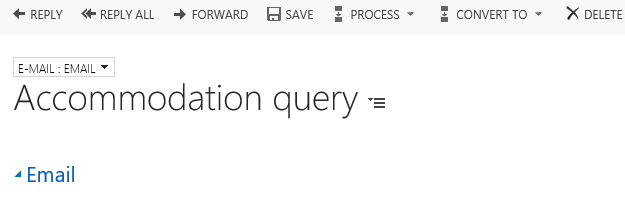 REPLY REPLY ALL FORWARD SAVE PROCESS CONVERT TO DELETE
E-MAIL : EMAIL
Accommodation query
Email